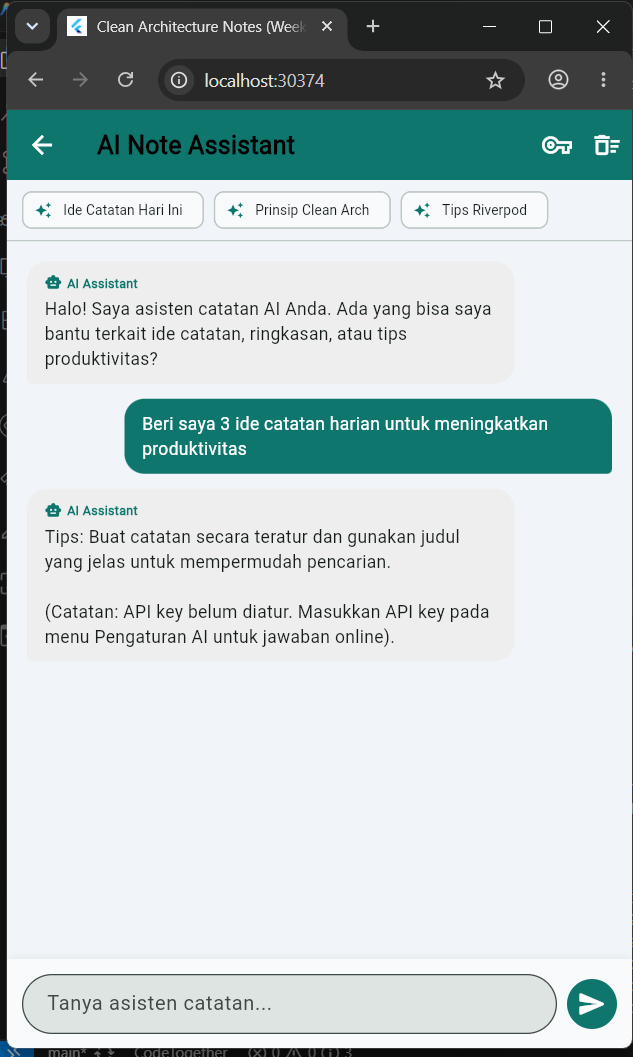 Clean Architecture Notes (Week
localhost:30374
AI Note Assistant
Ide Catatan Hari Ini
Prinsip Clean Arch
Tips Riverpod
AI Assistant
Halo! Saya asisten catatan AI Anda. Ada yang bisa saya
bantu terkait ide catatan, ringkasan, atau tips
produktivitas?
Beri saya 3 ide catatan harian untuk meningkatkan
produktivitas
AI Assistant
Tips: Buat catatan secara teratur dan gunakan judul
yang jelas untuk mempermudah pencarian.
(Catatan: API key belum diatur. Masukkan API key pada
menu Pengaturan AI untuk jawaban online).
Tanya asisten catatan...
main*
CodeTogether